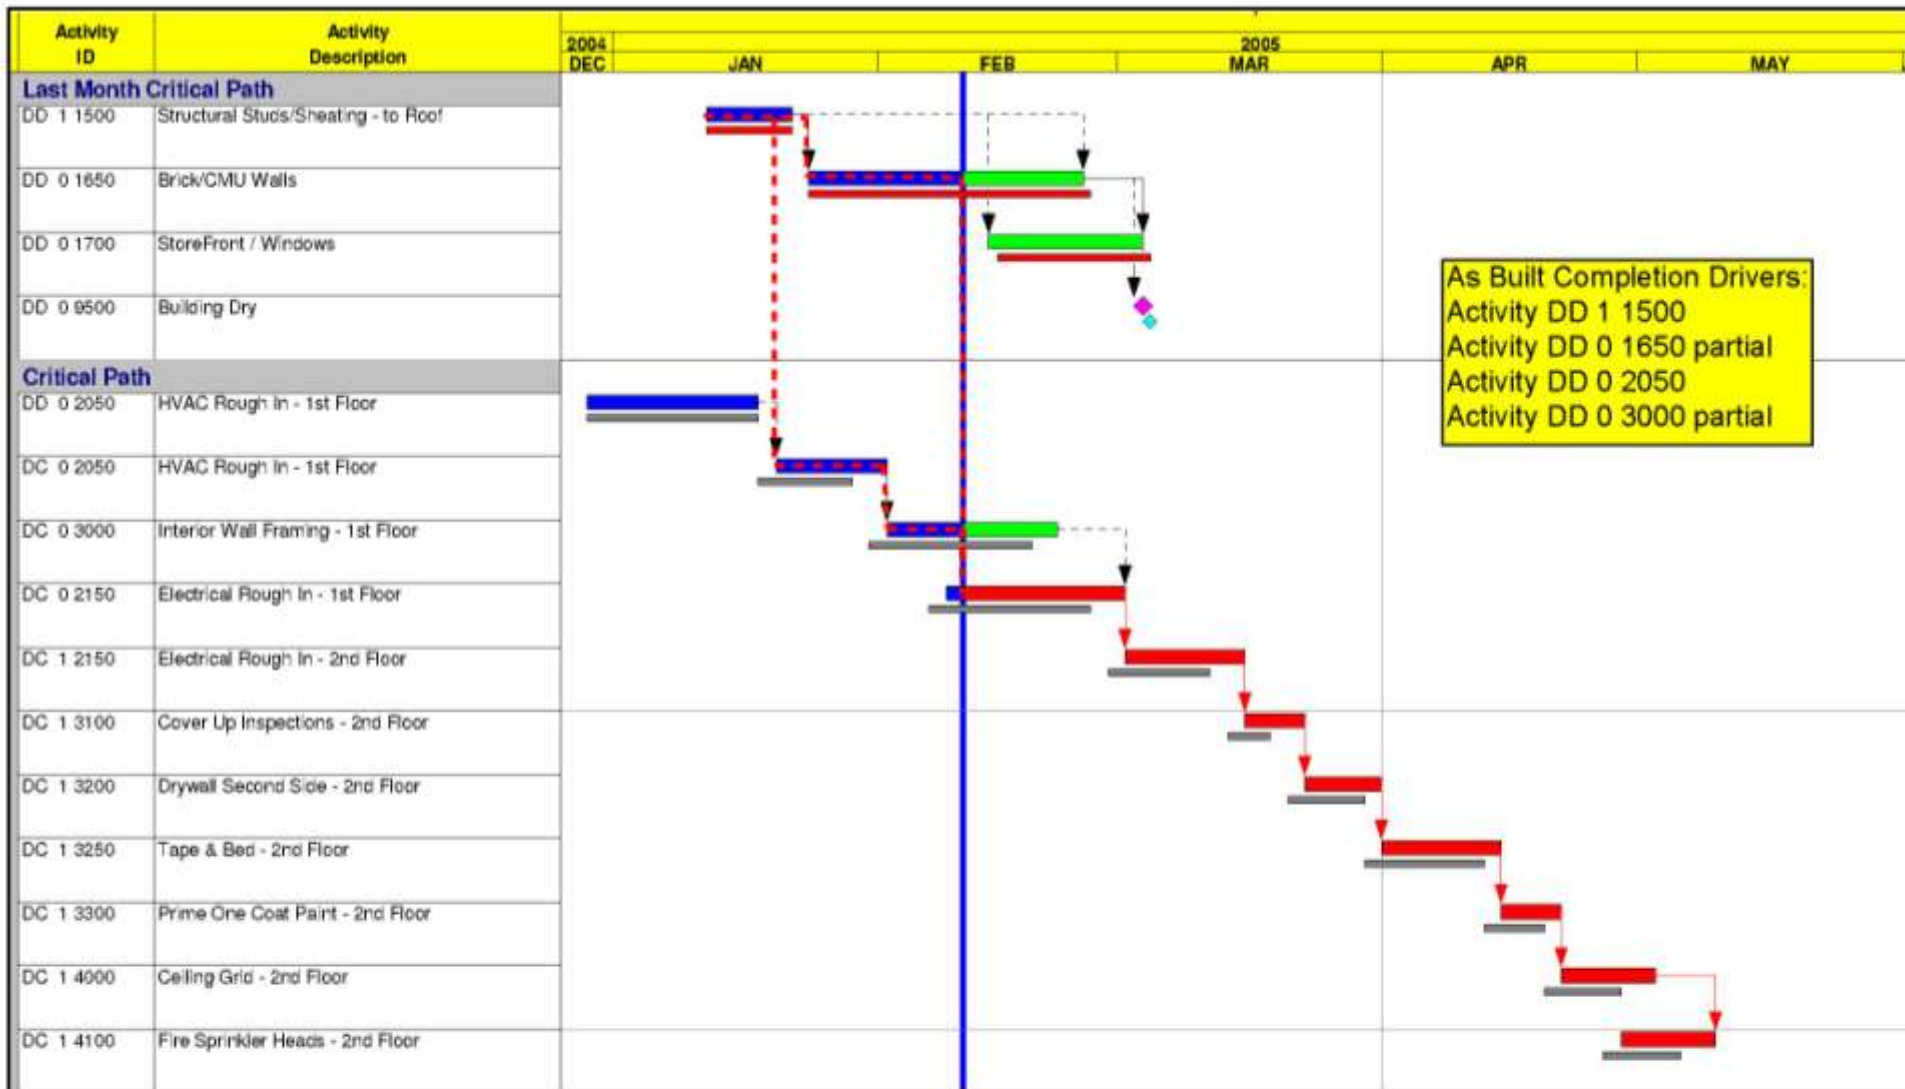 Activity ID Activity Description
2004 2005
DEC JAN FEB MAR APR MAY
Last Month Critical Path
DD 1 1500 Structural Studs/Sheating - to Roof
DD 0 1650 Brick/CMU Walls
DD 0 1700 StoreFront / Windows
DD 0 9500 Building Dry
As Built Completion Drivers:
Activity DD 1 1500
Activity DD 0 1650 partial
Activity DD 0 2050
Activity DD 0 3000 partial
Critical Path
DD 0 2050 HVAC Rough In - 1st Floor
DC 0 2050 HVAC Rough In - 1st Floor
DC 0 3000 Interior Wall Framing - 1st Floor
DC 0 2150 Electrical Rough In - 1st Floor
DC 1 2150 Electrical Rough In - 2nd Floor
DC 1 3100 Cover Up Inspections - 2nd Floor
DC 1 3200 Drywall Second Side - 2nd Floor
DC 1 3250 Tape & Bed - 2nd Floor
DC 1 3300 Prime One Coat Paint - 2nd Floor
DC 1 4000 Ceiling Grid - 2nd Floor
DC 1 4100 Fire Sprinkler Heads - 2nd Floor